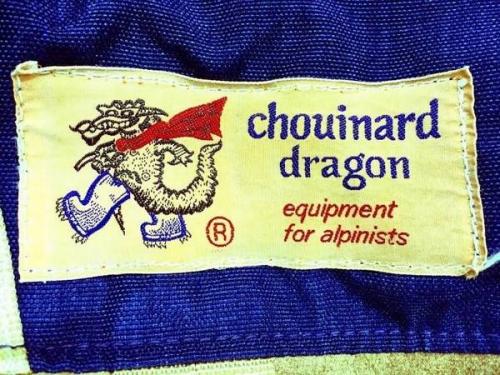 chouinard
dragon
equipment
for alpinists
®